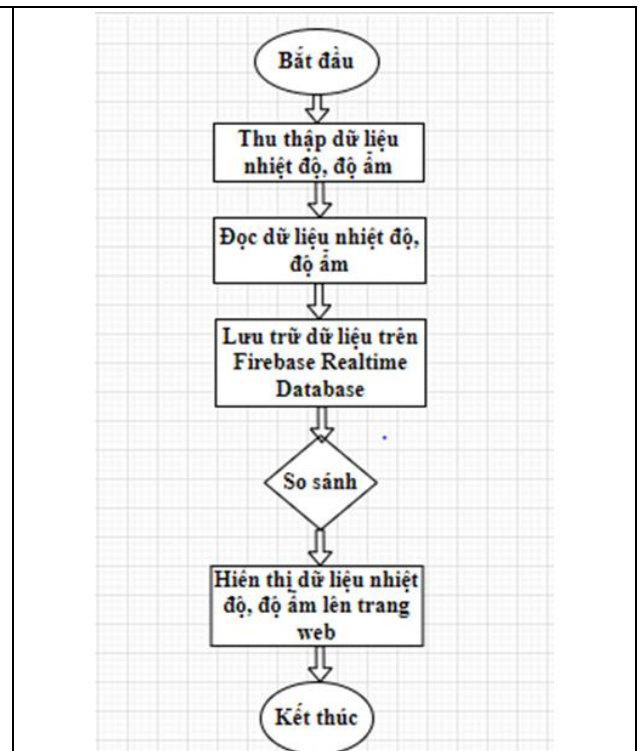 Bắt đầu
Thu thập dữ liệu
nhiệt độ, độ ẩm
Đọc dữ liệu nhiệt độ,
độ ẩm
Lưu trữ dữ liệu trên
Firebase Realtime
Database
So sánh
Hiển thị dữ liệu nhiệt
độ, độ ẩm lên trang
web
Kết thúc